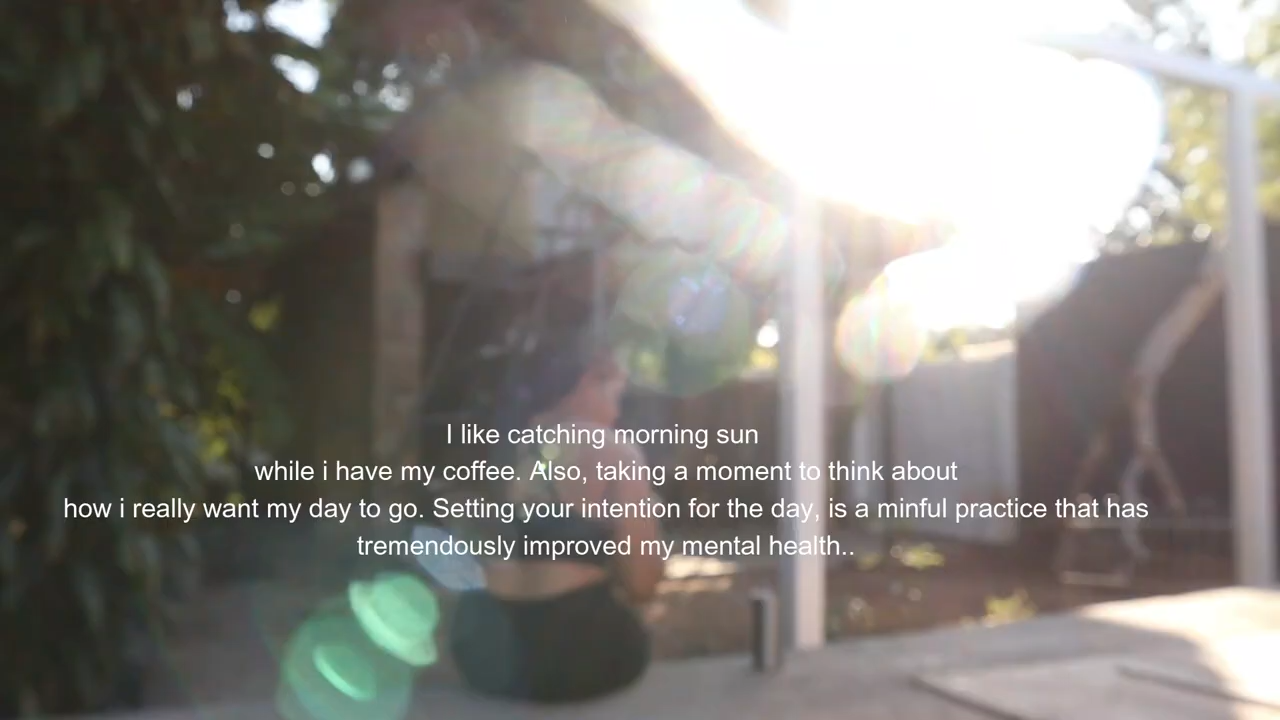 I like catching morning sun
while i have my coffee. Also, taking a moment to think about
how i really want my day to go. Setting your intention for the day, is a minful practice that has
tremendously improved my mental health..